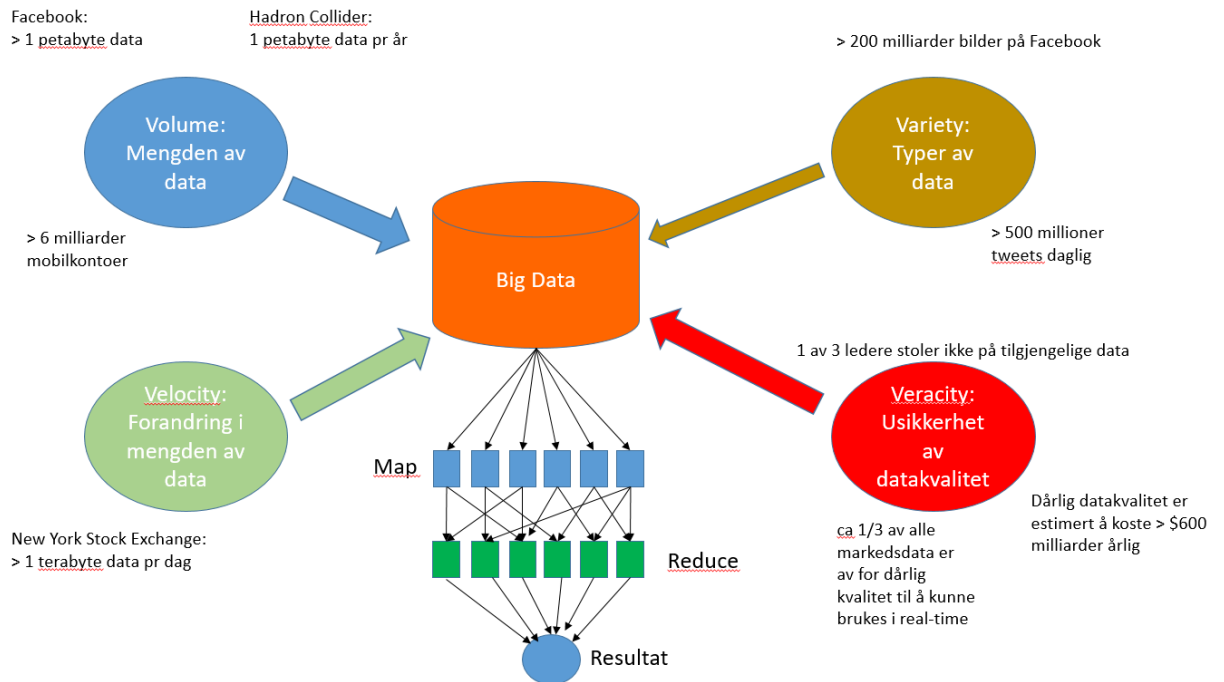 Facebook:
> 1 petabyte data
Hadron Collider:
1 petabyte data pr år
> 200 milliarder bilder på Facebook
Volume:
Mengden av
data
Variety:
Typer av
data
> 6 milliarder
mobilkontoer
> 500 millioner
tweets daglig
Big Data
1 av 3 ledere stoler ikke på tilgjengelige data
Velocity:
Forandring i
mengden av
data
Veracity:
Usikkerhet
av
datakvalitet
Map
New York Stock Exchange:
> 1 terabyte data pr dag
Dårlig datakvalitet er
estimert å koste > $600
milliarder årlig
ca 1/3 av alle
markedsdata er
av for dårlig
kvalitet til å kunne
brukes i real-time
Reduce
Resultat